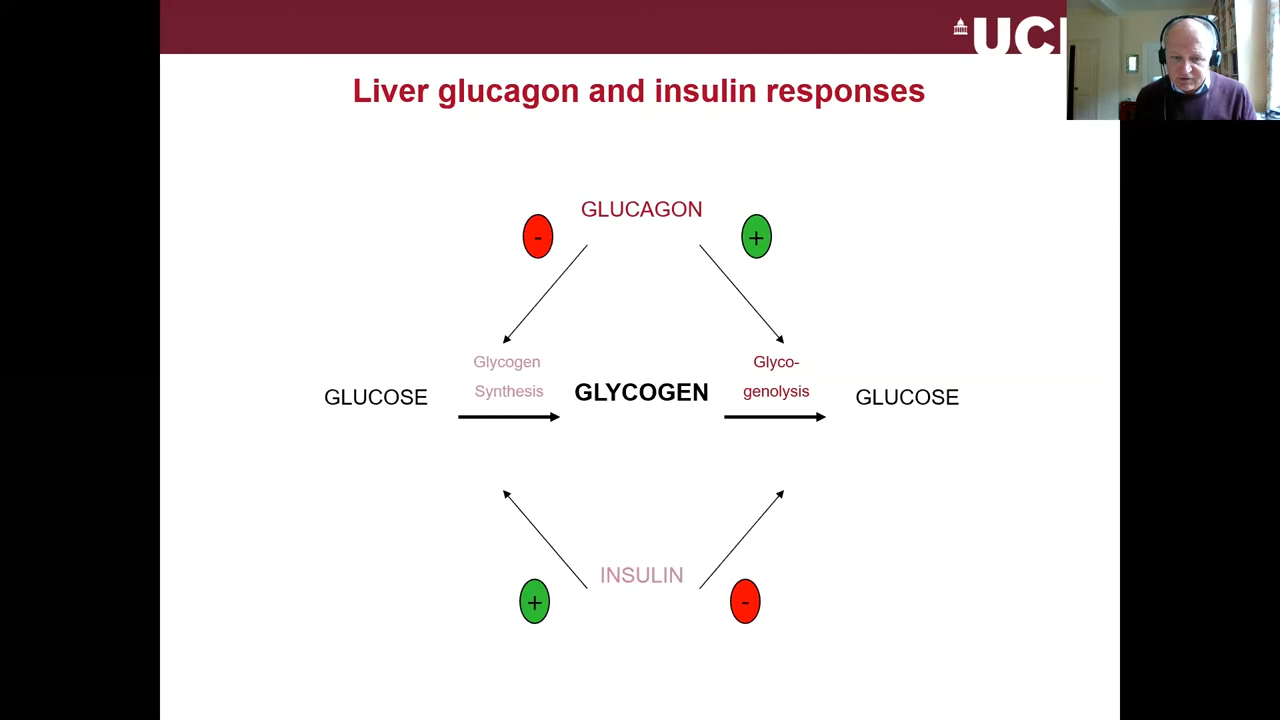 UCL
Liver glucagon and insulin responses
GLUCAGON
-
+
Glycogen
Synthesis
Glyco-
genolysis
GLUCOSE
GLYCOGEN
GLUCOSE
INSULIN
+
-